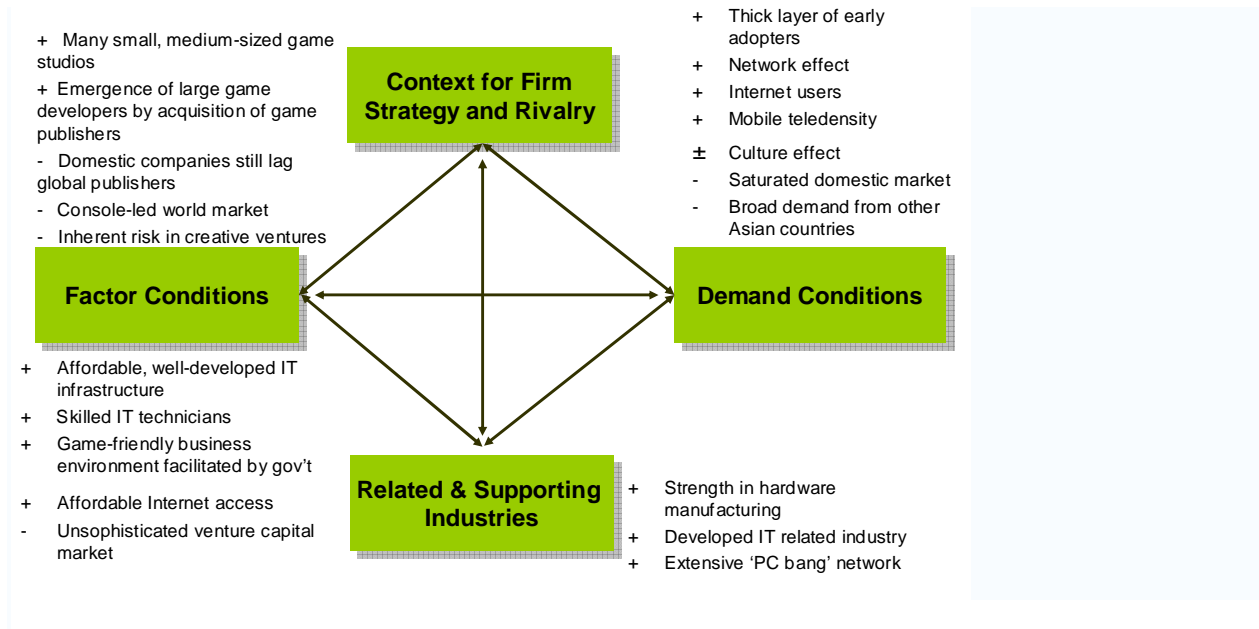 + Many small, medium-sized game
studios
+ Emergence of large game
developers by acquisition of game
publishers
- Domestic companies still lag
global publishers
- Console-led world market
- Inherent risk in creative ventures
Context for Firm
Strategy and Rivalry
+ Thick layer of early
adopters
+ Network effect
+ Internet users
+ Mobile teledensity
± Culture effect
- Saturated domestic market
- Broad demand from other
Asian countries
Factor Conditions
Demand Conditions
+ Affordable, well-developed IT
infrastructure
+ Skilled IT technicians
+ Game-friendly business
environment facilitated by gov’t
+ Affordable Internet access
- Unsophisticated venture capital
market
Related & Supporting
Industries
+ Strength in hardware
manufacturing
+ Developed IT related industry
+ Extensive ‘PC bang’ network